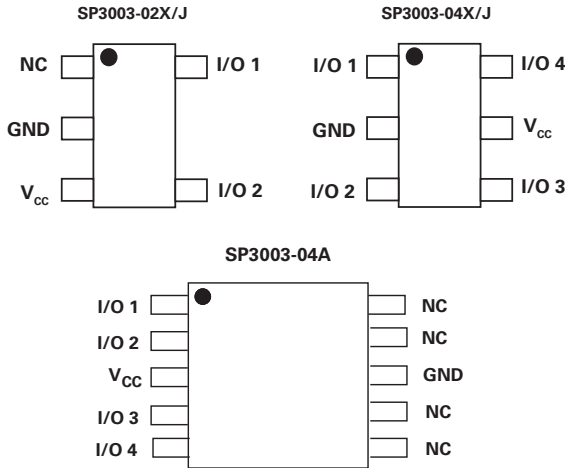 SP3003-02X/J
NC
I/O 1
GND
VCC
I/O 2
SP3003-04X/J
I/O 1
I/O 4
GND
VCC
I/O 2
I/O 3
SP3003-04A
I/O 1
NC
I/O 2
NC
VCC
GND
I/O 3
NC
I/O 4
NC